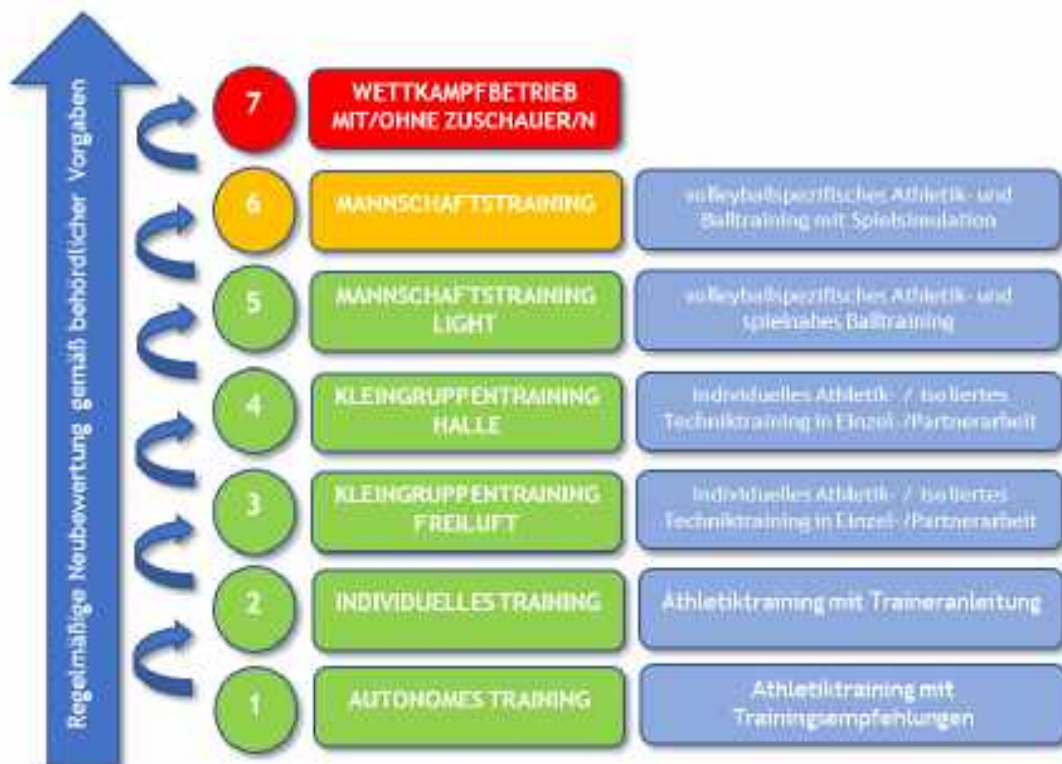 Regelmäßige Neubewertung gemäß behördlicher Vorgaben
7
WETTKAMPFBETRIEB
MIT/OHNE ZUSCHAUER/N
6
MANNSCHAFTSTRAINING
volleyballspezifisches Athletik- und
Balltraining mit Spielsimulation
5
MANNSCHAFTSTRAINING
LIGHT
volleyballspezifisches Athletik- und
spielnahes Balltraining
4
KLEINGRUPPENTRAINING
HALLE
Individuelles Athletik- / Isoliertes
Techniktraining in Einzel-/Partnerarbeit
3
KLEINGRUPPENTRAINING
FREILUFT
Individuelles Athletik- / Isoliertes
Techniktraining in Einzel-/Partnerarbeit
2
INDIVIDUELLES TRAINING
Athletiktraining mit Traineranleitung
1
AUTONOMES TRAINING
Athletiktraining mit
Trainingsempfehlungen